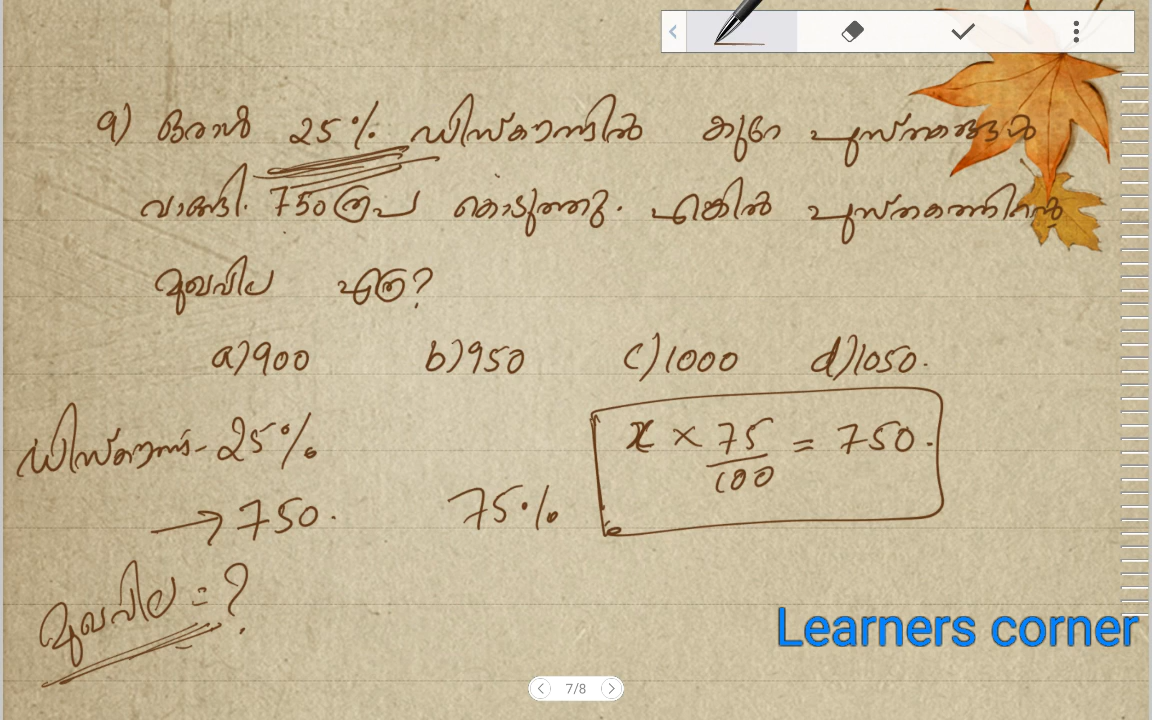 9) ഒരാൾ 25% ഡിസ്കൗണ്ടിൽ കുറേ പുസ്തകങ്ങൾ
വാങ്ങി. 750 രൂപ കൊടുത്തു. എങ്കിൽ പുസ്തകത്തിന്റെ
മുഖവില എത്ര?
a) 900 b) 950 c) 1000 d) 1050.
ഡിസ്കൗണ്ട് - 25%
x × 75/100 = 750.
→ 750. 75%
മുഖവില = ?
Learners corner
7/8